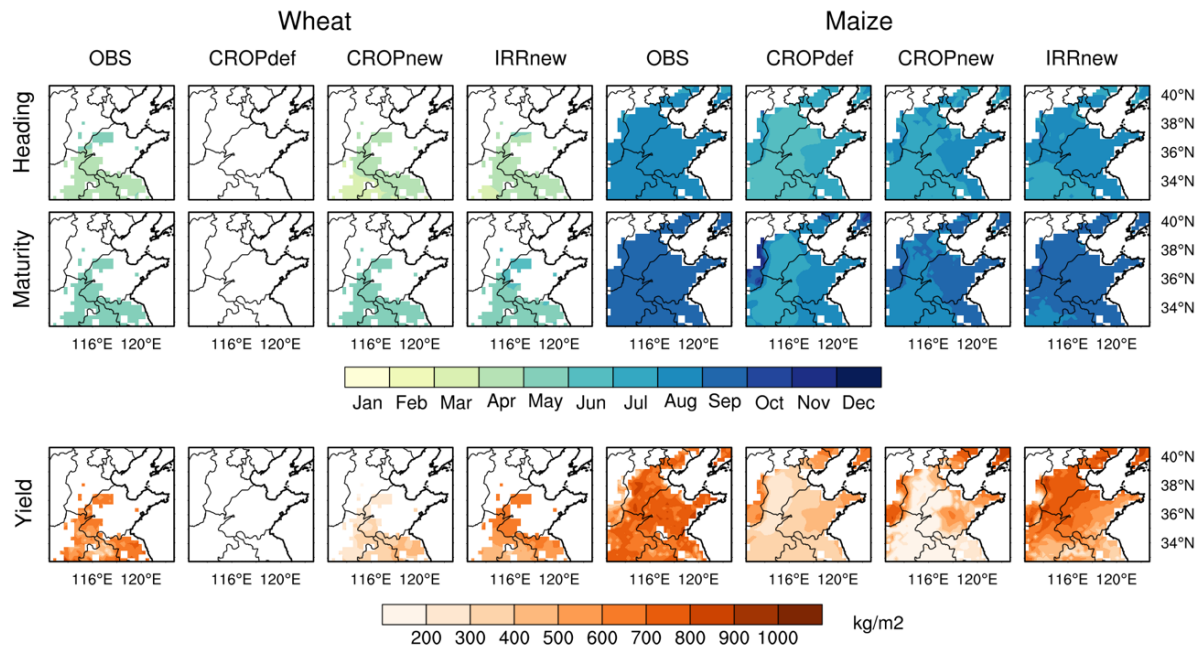 Wheat Maize
OBS CROPdef CROPnew IRRnew OBS CROPdef CROPnew IRRnew
Heading
40°N
38°N
36°N
34°N
Maturity
40°N
38°N
36°N
34°N
116°E 120°E 116°E 120°E 116°E 120°E 116°E 120°E 116°E 120°E 116°E 120°E 116°E 120°E 116°E 120°E
Jan Feb Mar Apr May Jun Jul Aug Sep Oct Nov Dec
Yield
40°N
38°N
36°N
34°N
116°E 120°E 116°E 120°E 116°E 120°E 116°E 120°E 116°E 120°E 116°E 120°E 116°E 120°E 116°E 120°E
200 300 400 500 600 700 800 900 1000 kg/m2